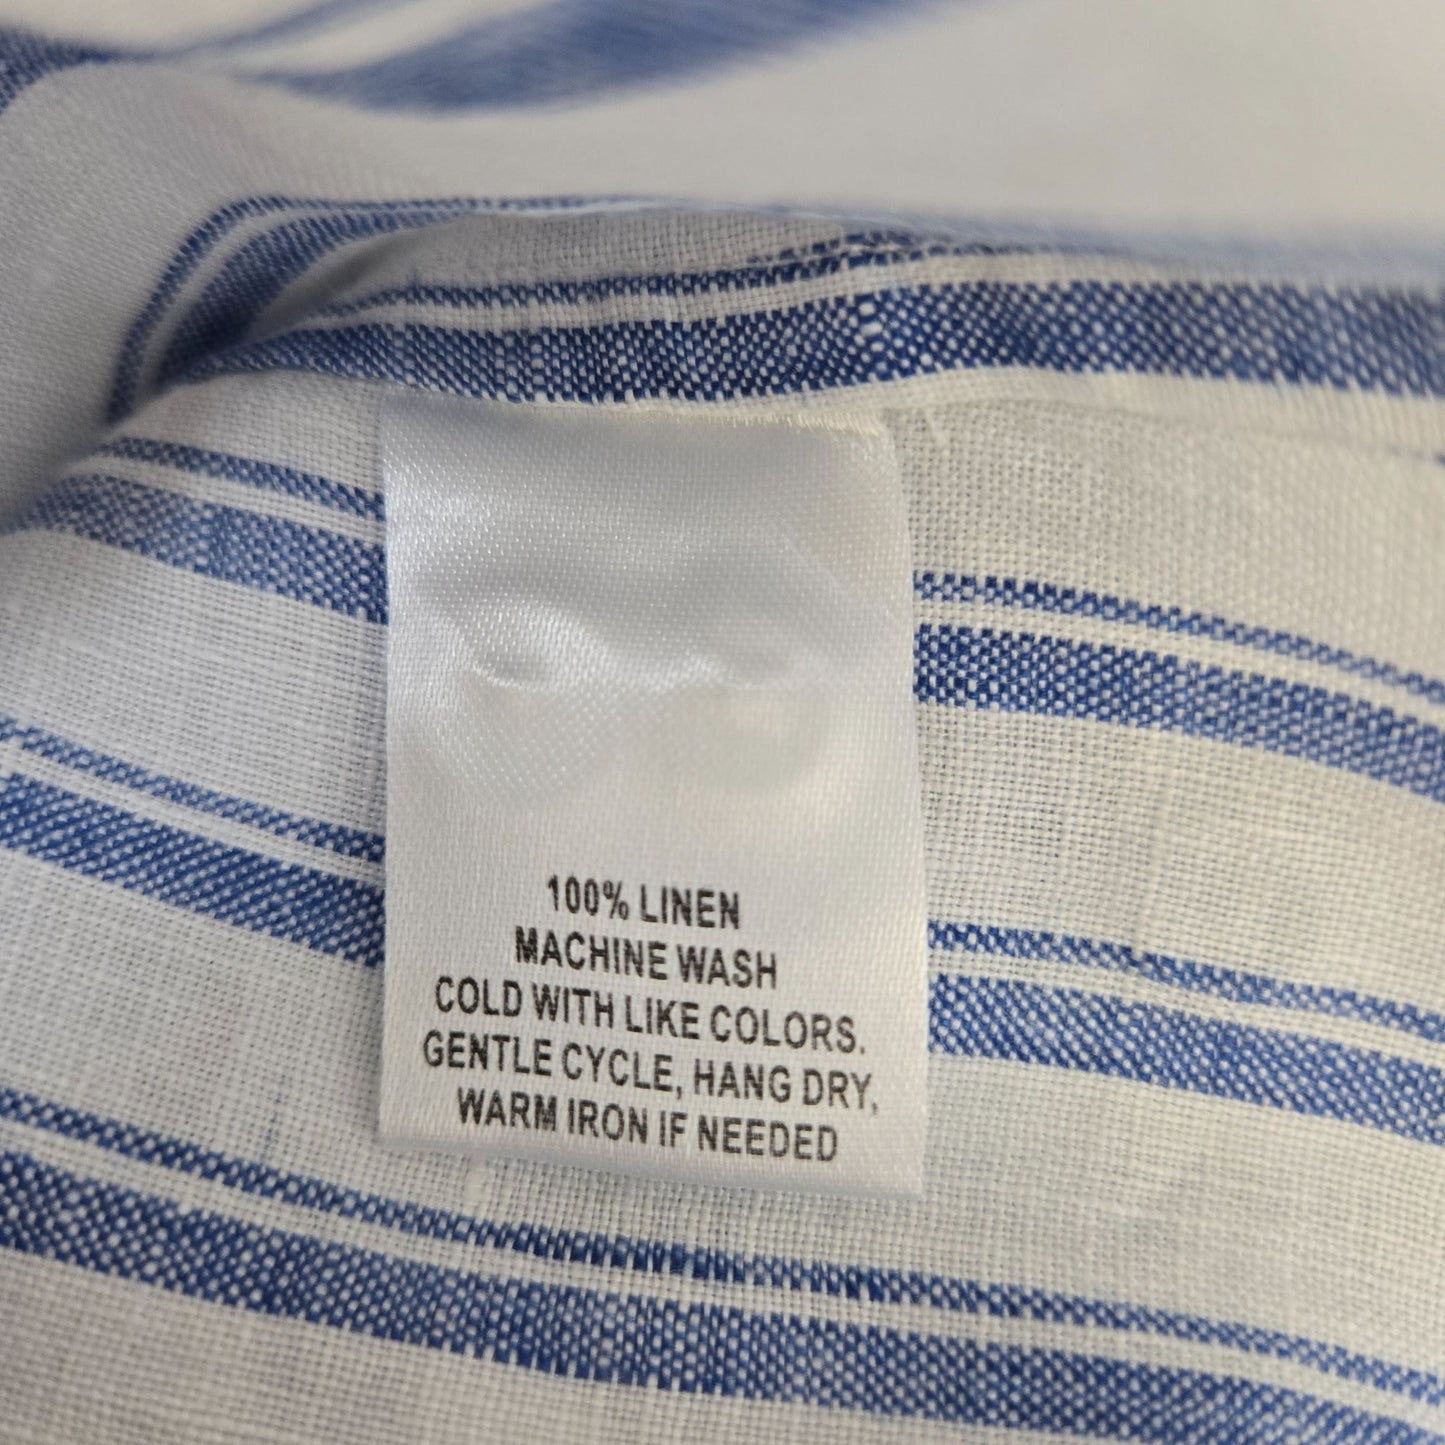 100% LINEN
MACHINE WASH
COLD WITH LIKE COLORS.
GENTLE CYCLE, HANG DRY,
WARM IRON IF NEEDED